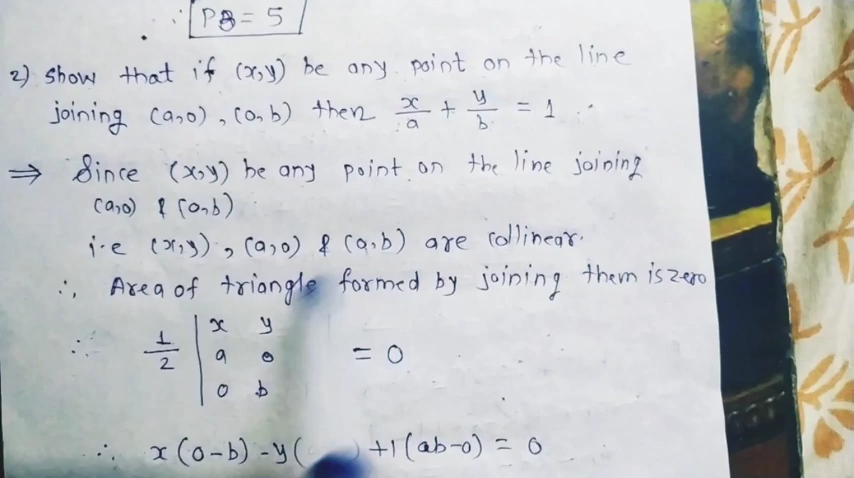 ∴ PB = 5
2) Show that if (x,y) be any point on the line
joining (a,0), (0,b) then x/a + y/b = 1
⇒ Since (x,y) be any point on the line joining
(a,0) & (0,b)
i.e (x,y), (a,0) & (a,b) are collinear.
∴ Area of triangle formed by joining them is zero
∴ 1/2 | x y
a 0 = 0
0 b
∴ x(0-b) -y( ) +1(ab-0) = 0